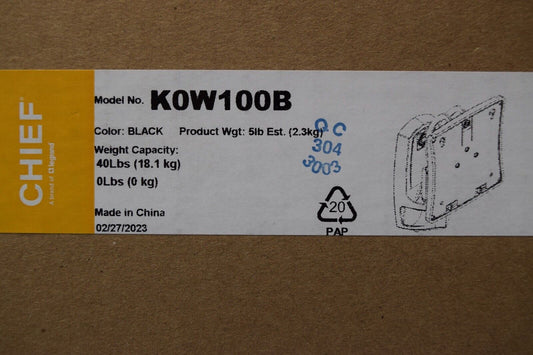 CHIEF
A brand of legrand
Model No. K0W100B
Color: BLACK Product Wgt: 5lb Est. (2.3kg)
Weight Capacity:
40Lbs (18.1 kg)
0Lbs (0 kg)
Made in China
02/27/2023
QC
304
3003
20
PAP